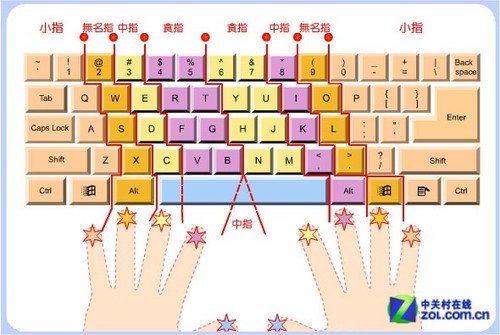 小指 無名指 中指 食指 食指 中指 無名指 小指
~ ` ! 1 @ 2 # 3 $ 4 % 5 ^ 6 & 7 * 8 ( 9 ) 0 _ - + = | \ Back space
Tab Q W E R T Y U I O P { [ } ]
Caps Lock A S D F G H J K L : ; " ' Enter
Shift Z X C V B N M < , > . ? / Shift
Ctrl Alt Alt Ctrl
中指
中关村在线
zol.com.cn